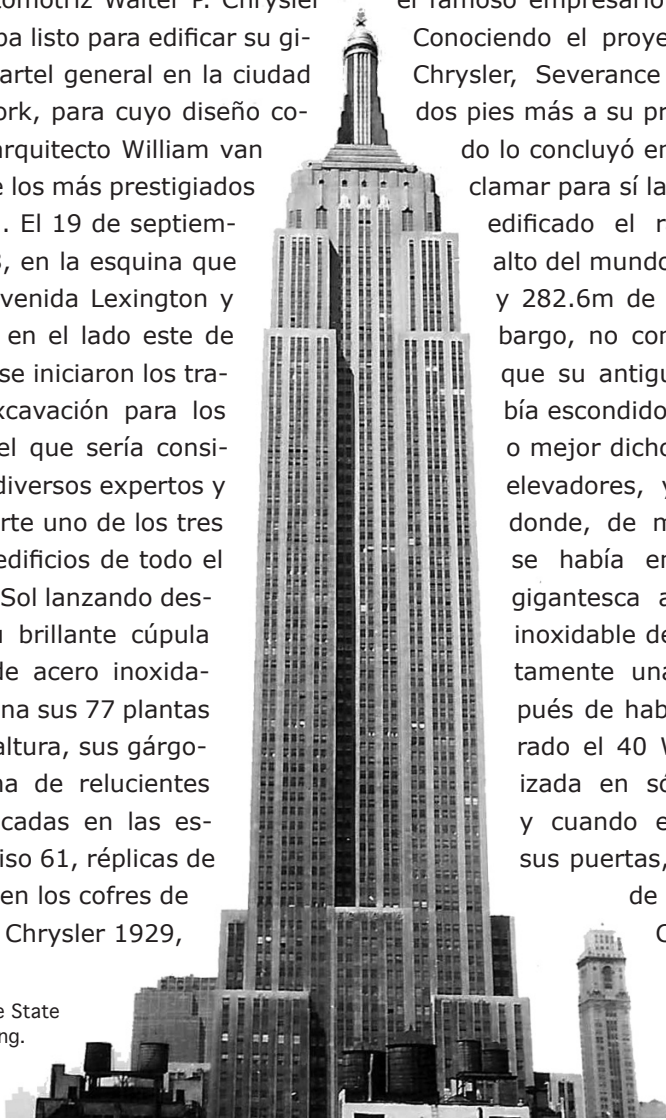 omotriz Walter P. Chrysler
ba listo para edificar su gi-
artel general en la ciudad
ork, para cuyo diseño co-
arquitecto William van
e los más prestigiados
. El 19 de septiem-
, en la esquina que
venida Lexington y
en el lado este de
se iniciaron los tra-
xcavación para los
el que sería consi-
diversos expertos y
rte uno de los tres
edificios de todo el
Sol lanzando des-
u brillante cúpula
de acero inoxida-
na sus 77 plantas
altura, sus gárgo-
na de relucientes
cadas en las es-
iso 61, réplicas de
en los cofres de
Chrysler 1929,
e State
ng.
el famoso empresario
Conociendo el proye
Chrysler, Severance
dos pies más a su pr
do lo concluyó en
clamar para sí la
edificado el r
alto del mundo
y 282.6m de
bargo, no con
que su antigu
bía escondido
o mejor dicho
elevadores, y
donde, de m
se había en
gigantesca a
inoxidable de
tamente una
pués de hab
rado el 40 W
izada en só
y cuando e
sus puertas,
de
C